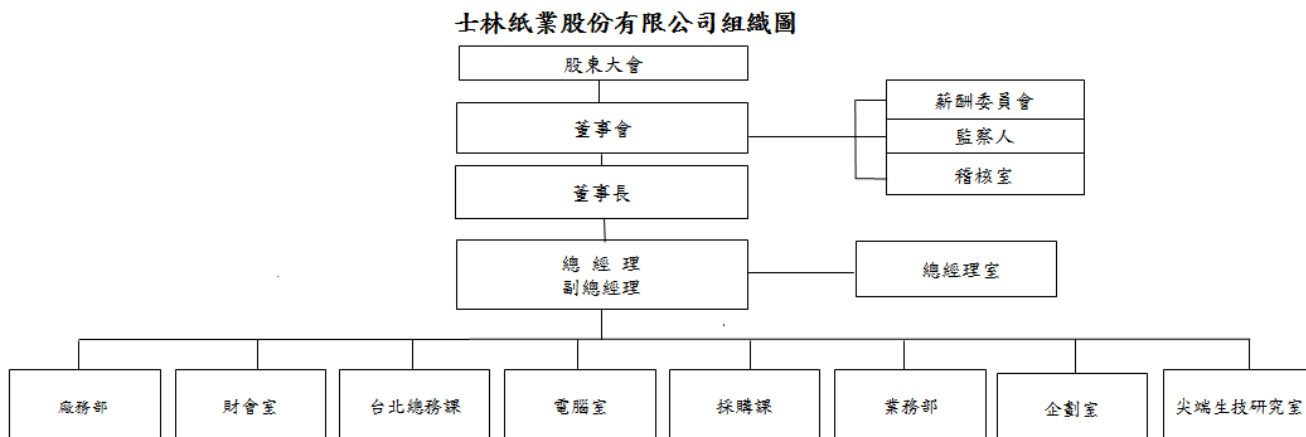 士林紙業股份有限公司組織圖
股東大會
董事會
薪酬委員會
監察人
稽核室
董事長
總 經 理
副總經理
總經理室
廠務部
財會室
台北總務課
電腦室
採購課
業務部
企劃室
尖端生技研究室